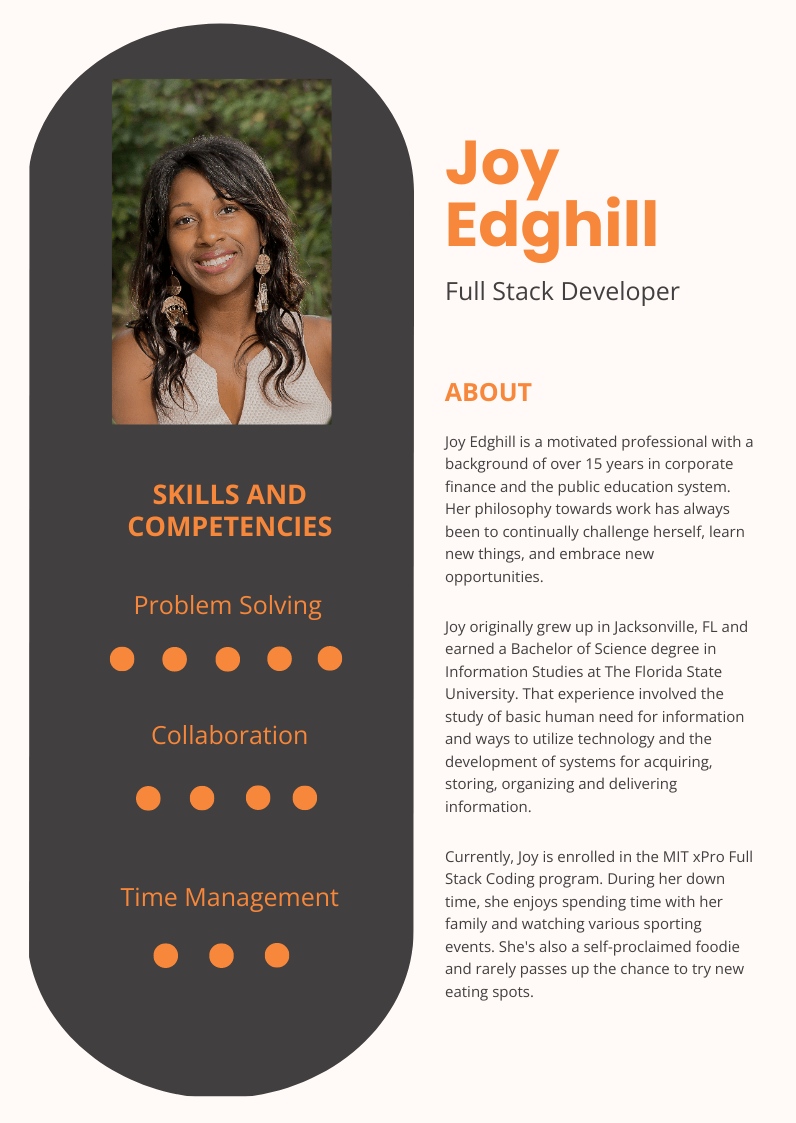 Joy
Edghill
Full Stack Developer
SKILLS AND
COMPETENCIES
Problem Solving
Collaboration
Time Management
ABOUT
Joy Edghill is a motivated professional with a
background of over 15 years in corporate
finance and the public education system.
Her philosophy towards work has always
been to continually challenge herself, learn
new things, and embrace new
opportunities.
Joy originally grew up in Jacksonville, FL and
earned a Bachelor of Science degree in
Information Studies at The Florida State
University. That experience involved the
study of basic human need for information
and ways to utilize technology and the
development of systems for acquiring,
storing, organizing and delivering
information.
Currently, Joy is enrolled in the MIT xPro Full
Stack Coding program. During her down
time, she enjoys spending time with her
family and watching various sporting
events. She's also a self-proclaimed foodie
and rarely passes up the chance to try new
eating spots.